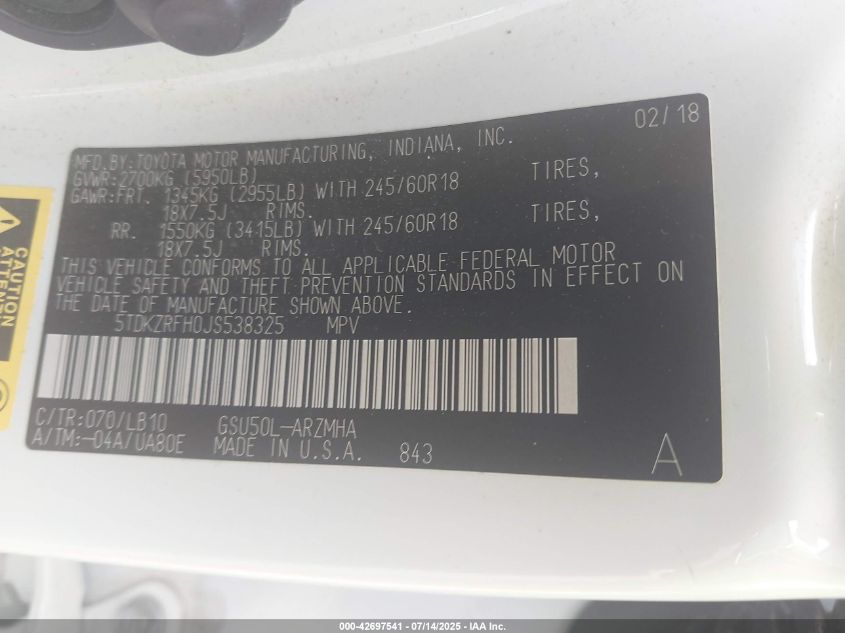 02/18
MFD.BY:TOYOTA MOTOR MANUFACTURING, INDIANA, INC.
GVWR:2700KG (5950LB)
GAWR:FRT. 1345KG (2955LB) WITH 245/60R18 TIRES,
18X7.5J RIMS.
RR. 1550KG (3415LB) WITH 245/60R18 TIRES,
18X7.5J RIMS.
THIS VEHICLE CONFORMS TO ALL APPLICABLE FEDERAL MOTOR
VEHICLE SAFETY AND THEFT PREVENTION STANDARDS IN EFFECT ON
THE DATE OF MANUFACTURE SHOWN ABOVE.
5TDKZRFH0JS538325 MPV
C/TR:070/LB10 GSU50L-ARZMHA
A/TM:-04A/UA80E MADE IN U.S.A. 843
A
CAUTION
000-42697541 - 07/14/2025 - IAA Inc.